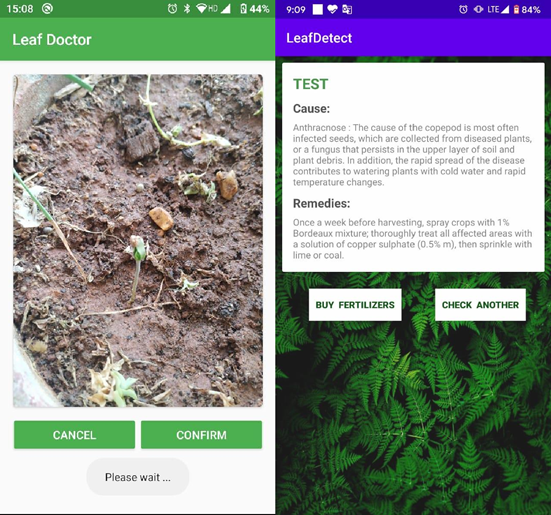 15:08
HD
44%
Leaf Doctor
CANCEL
CONFIRM
Please wait ...
9:09
LTE
84%
LeafDetect
TEST
Cause:
Anthracnose : The cause of the copepod is most often
infected seeds, which are collected from diseased plants,
or a fungus that persists in the upper layer of soil and
plant debris. In addition, the rapid spread of the disease
contributes to watering plants with cold water and rapid
temperature changes.
Remedies:
Once a week before harvesting, spray crops with 1%
Bordeaux mixture; thoroughly treat all affected areas with
a solution of copper sulphate (0.5% m), then sprinkle with
lime or coal.
BUY FERTILIZERS
CHECK ANOTHER